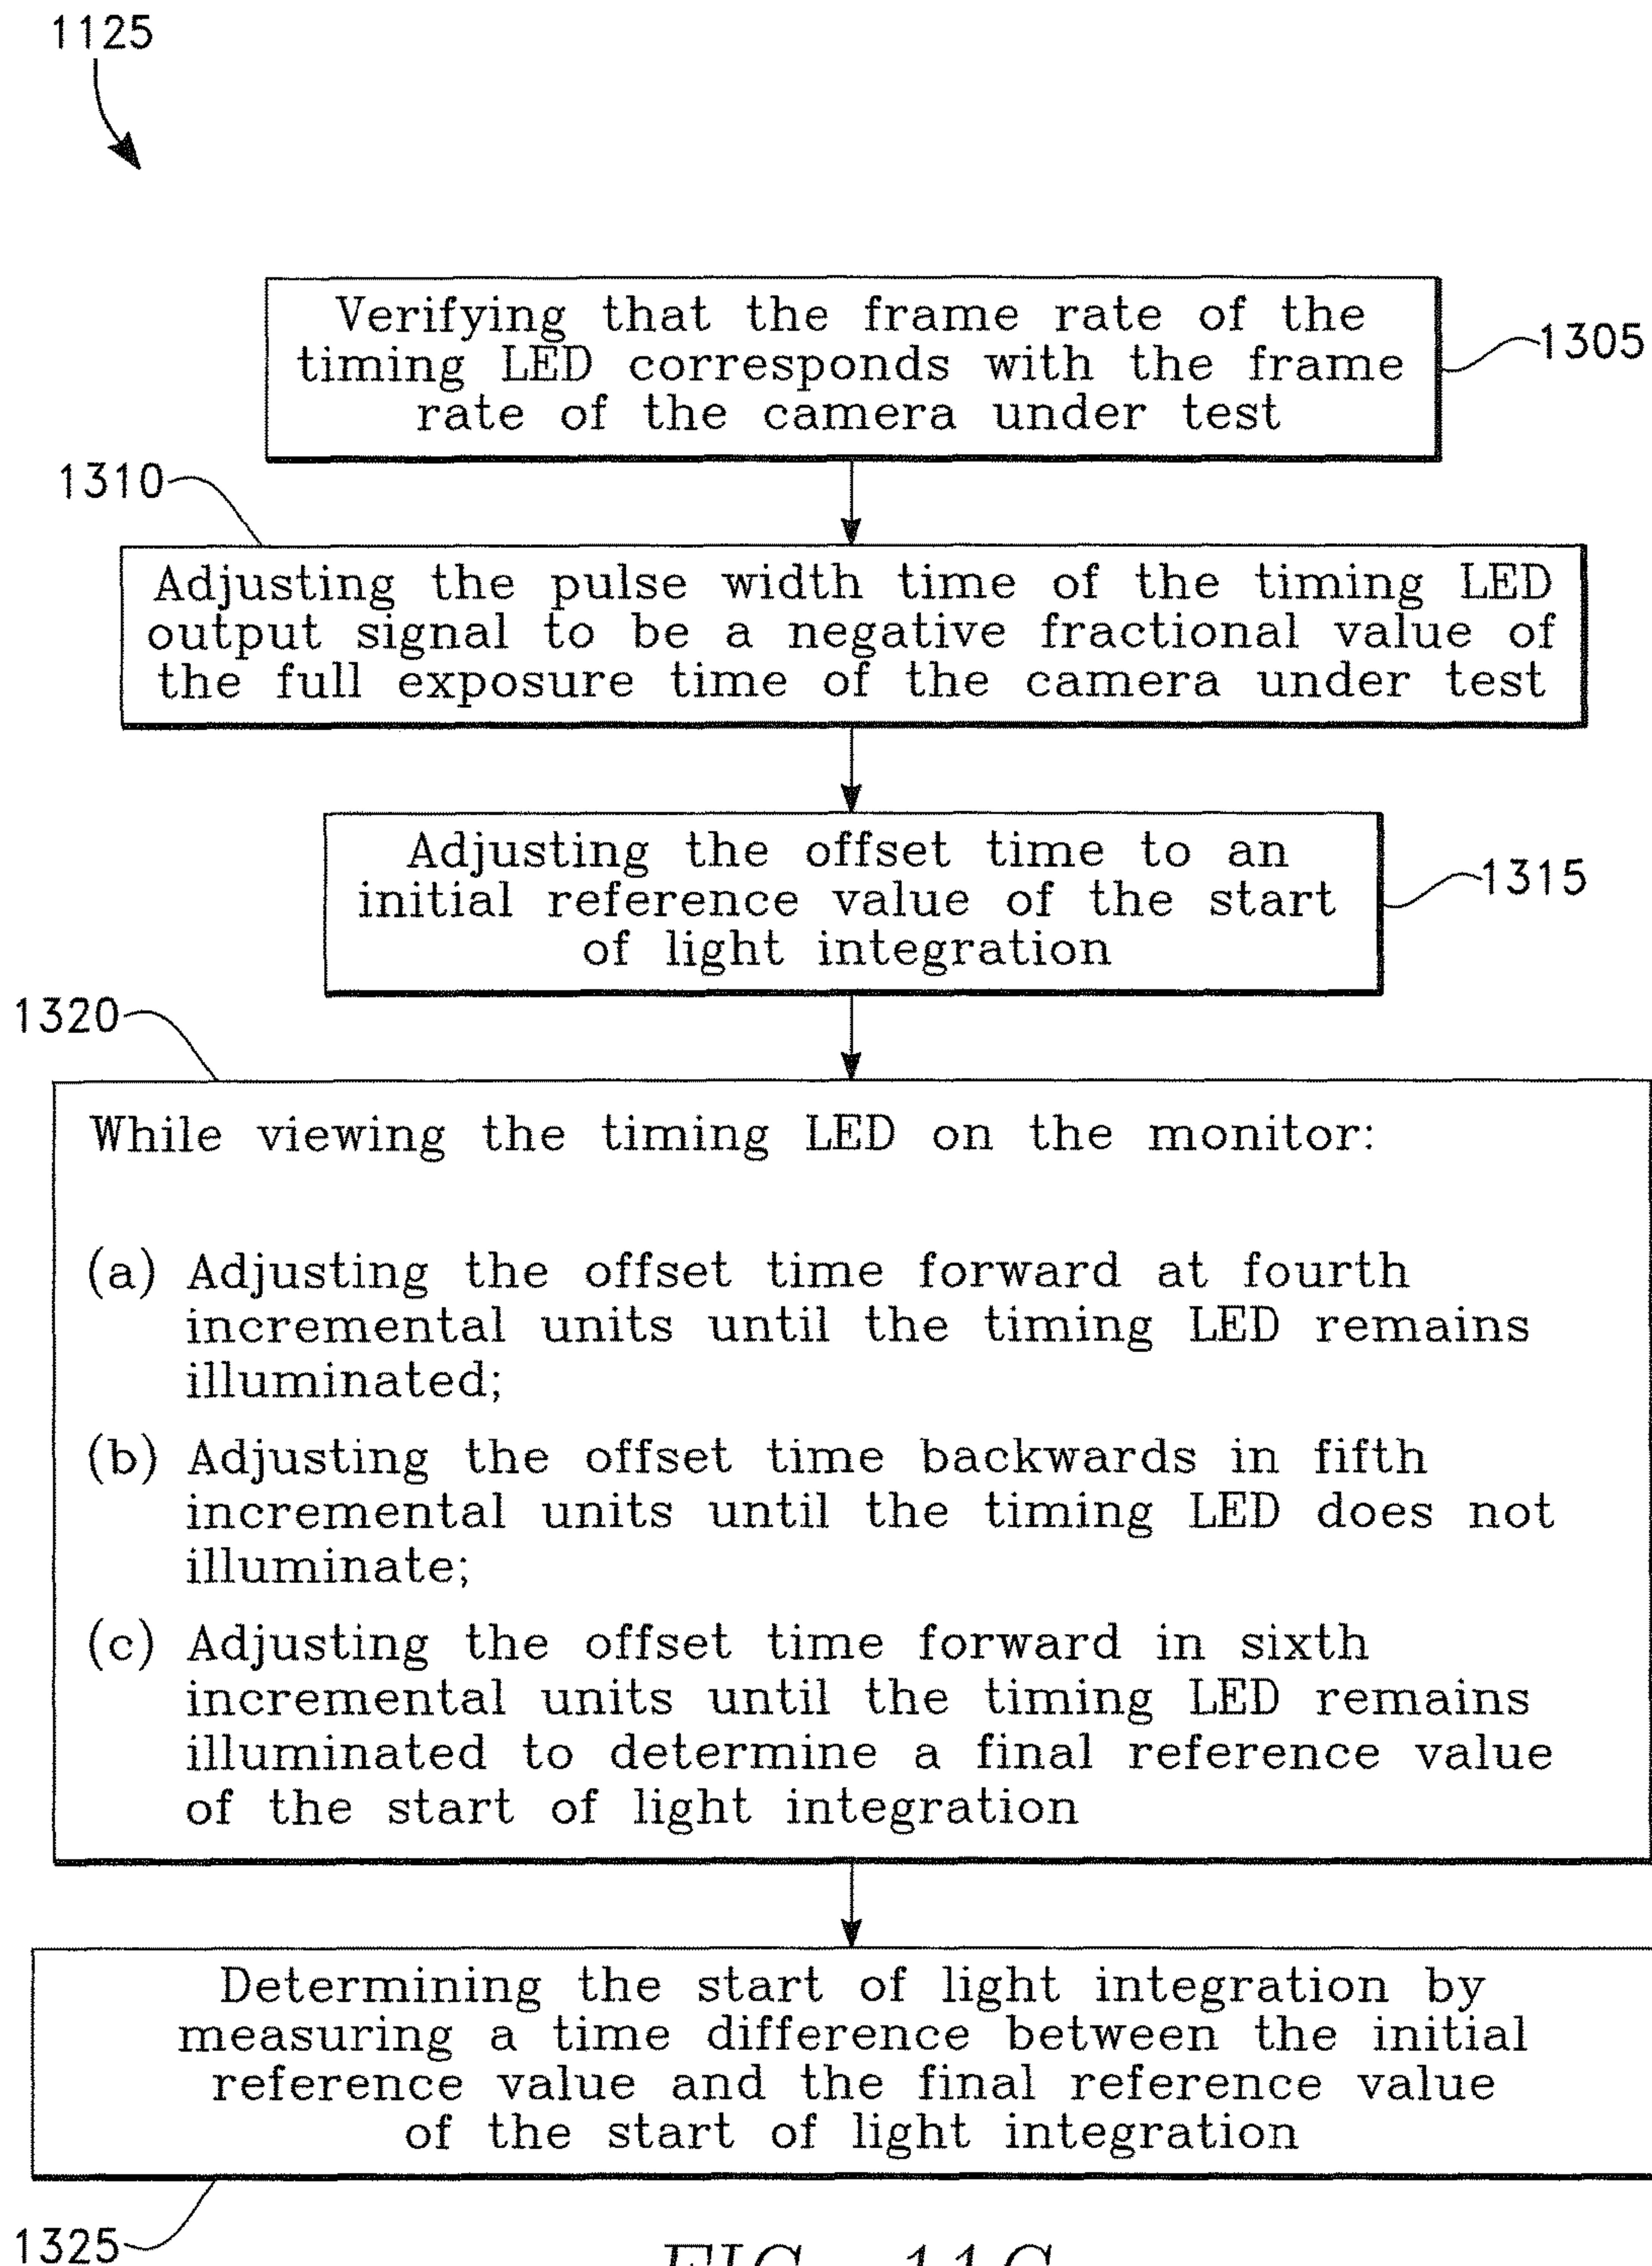 1125
Verifying that the frame rate of the
timing LED corresponds with the frame
rate of the camera under test
1305
1310
Adjusting the pulse width time of the timing LED
output signal to be a negative fractional value of
the full exposure time of the camera under test
Adjusting the offset time to an
initial reference value of the start
of light integration
1315
1320
While viewing the timing LED on the monitor:
(a) Adjusting the offset time forward at fourth
incremental units until the timing LED remains
illuminated;
(b) Adjusting the offset time backwards in fifth
incremental units until the timing LED does not
illuminate;
(c) Adjusting the offset time forward in sixth
incremental units until the timing LED remains
illuminated to determine a final reference value
of the start of light integration
Determining the start of light integration by
measuring a time difference between the initial
reference value and the final reference value
of the start of light integration
1325
FIG. 11C